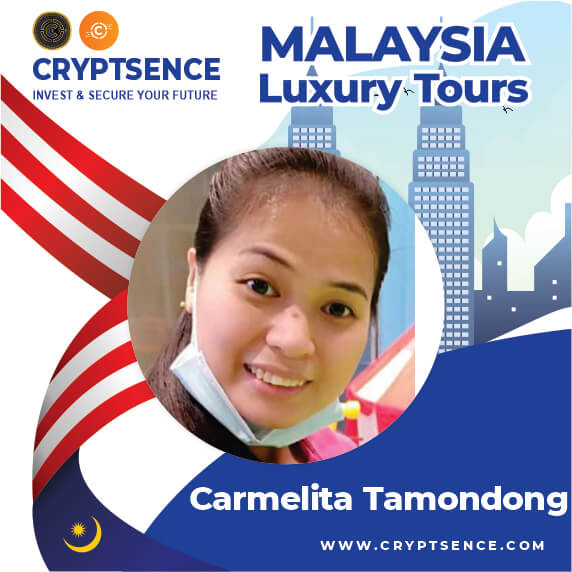 CRYPTSENCE
INVEST & SECURE YOUR FUTURE
MALAYSIA
Luxury Tours
Carmelita Tamondong
WWW.CRYPTSENCE.COM